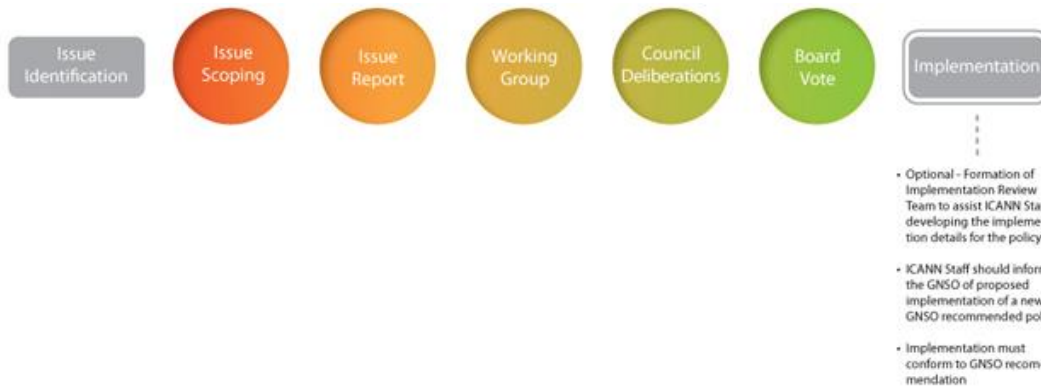 Issue
Identification
Issue
Scoping
Issue
Report
Working
Group
Council
Deliberations
Board
Vote
Implementation
• Optional - Formation of
Implementation Review
Team to assist ICANN Sta
developing the impleme
tion details for the policy
• ICANN Staff should inform
the GNSO of proposed
implementation of a new
GNSO recommended pol
• Implementation must
conform to GNSO recom
mendation